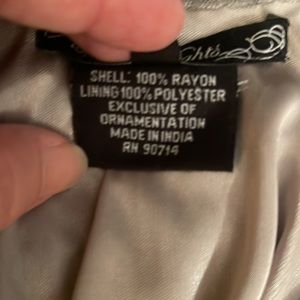 SHELL: 100% RAYON
LINING 100% POLYESTER
EXCLUSIVE OF
ORNAMENTATION
MADE IN INDIA
RN 90714